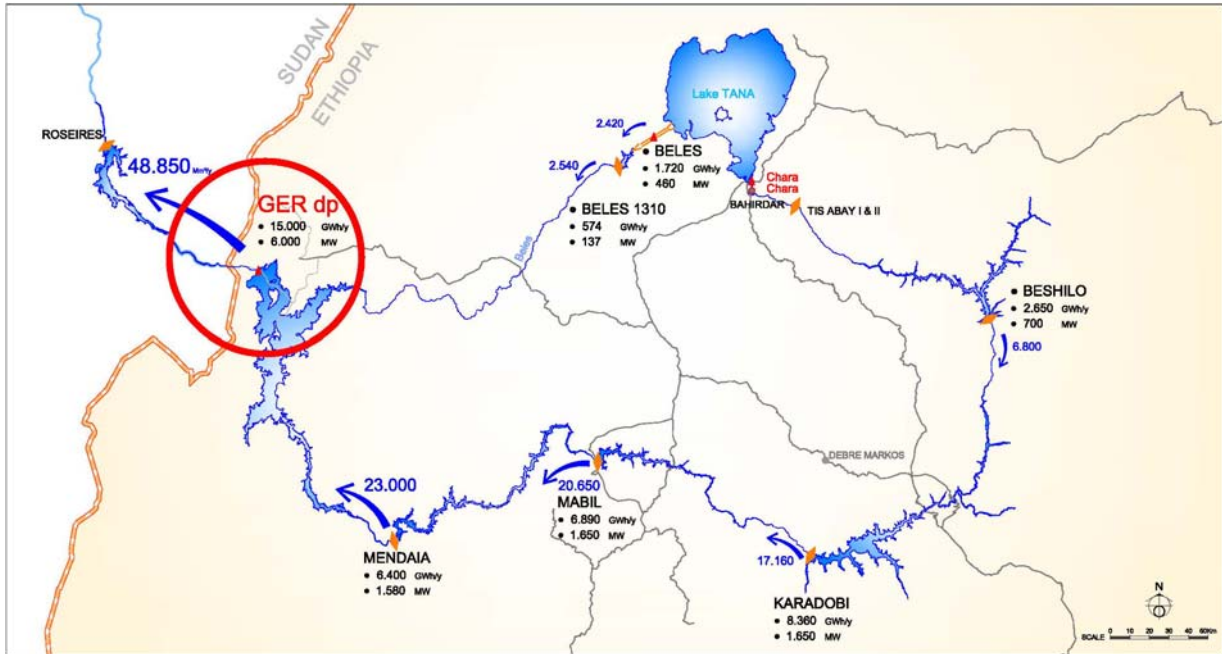 SUDAN
ETHIOPIA
Lake TANA
ROSEIRES
48.850 Mm³/y
GER dp
• 15.000 GWh/y
• 6.000 MW
2.420
2.540
• BELES
• 1.720 GWh/y
• 460 MW
• BELES 1310
• 574 GWh/y
• 137 MW
Beles
Chara
Chara
BAHIRDAR
TIS ABAY I & II
• BESHILO
• 2.650 GWh/y
• 700 MW
6.800
DEBRE MARKOS
23.000
20.650
MABIL
• 6.890 GWh/y
• 1.650 MW
MENDAIA
• 6.400 GWh/y
• 1.580 MW
17.160
KARADOBI
• 8.360 GWh/y
• 1.650 MW
N
SCALE 0 10 20 30 40 50Km